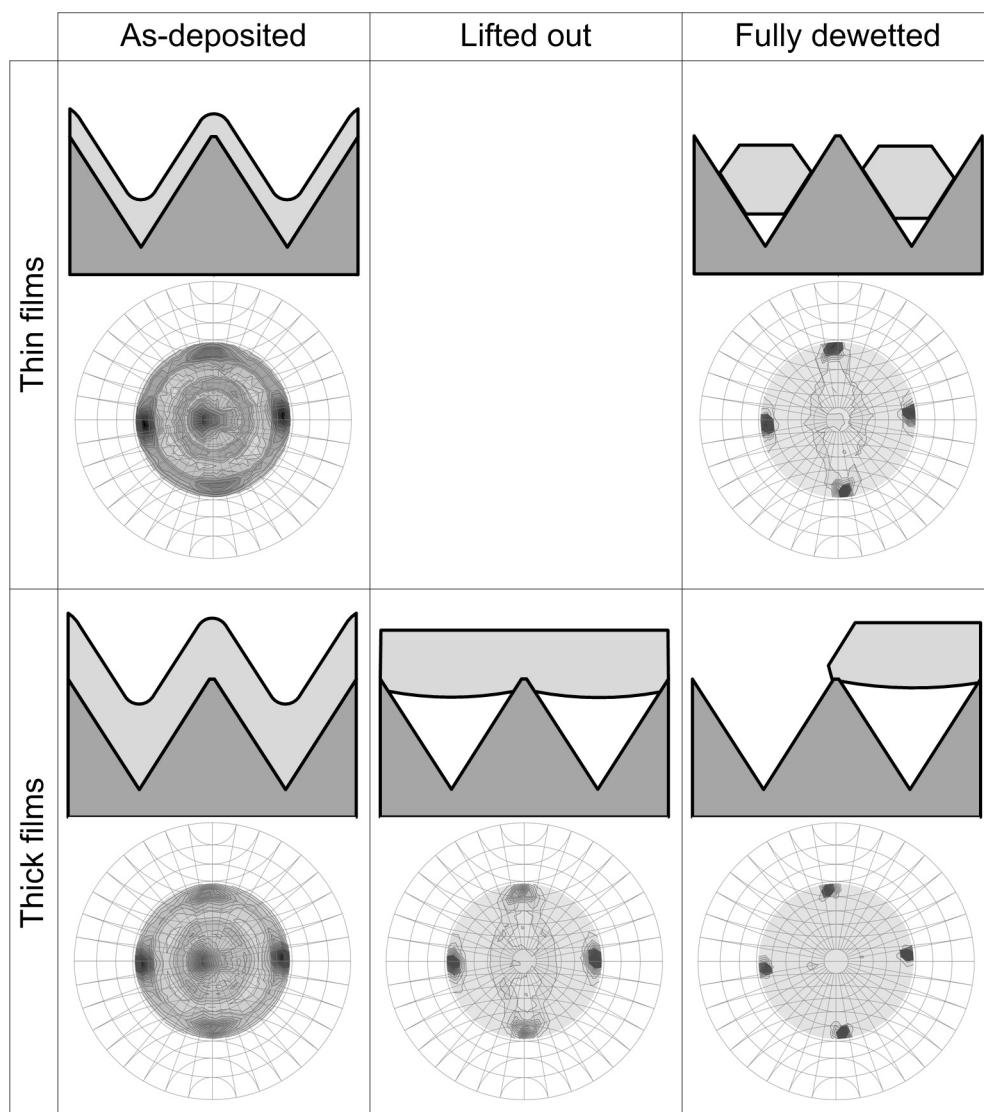 As-deposited
Lifted out
Fully dewetted
Thin films
Thick films